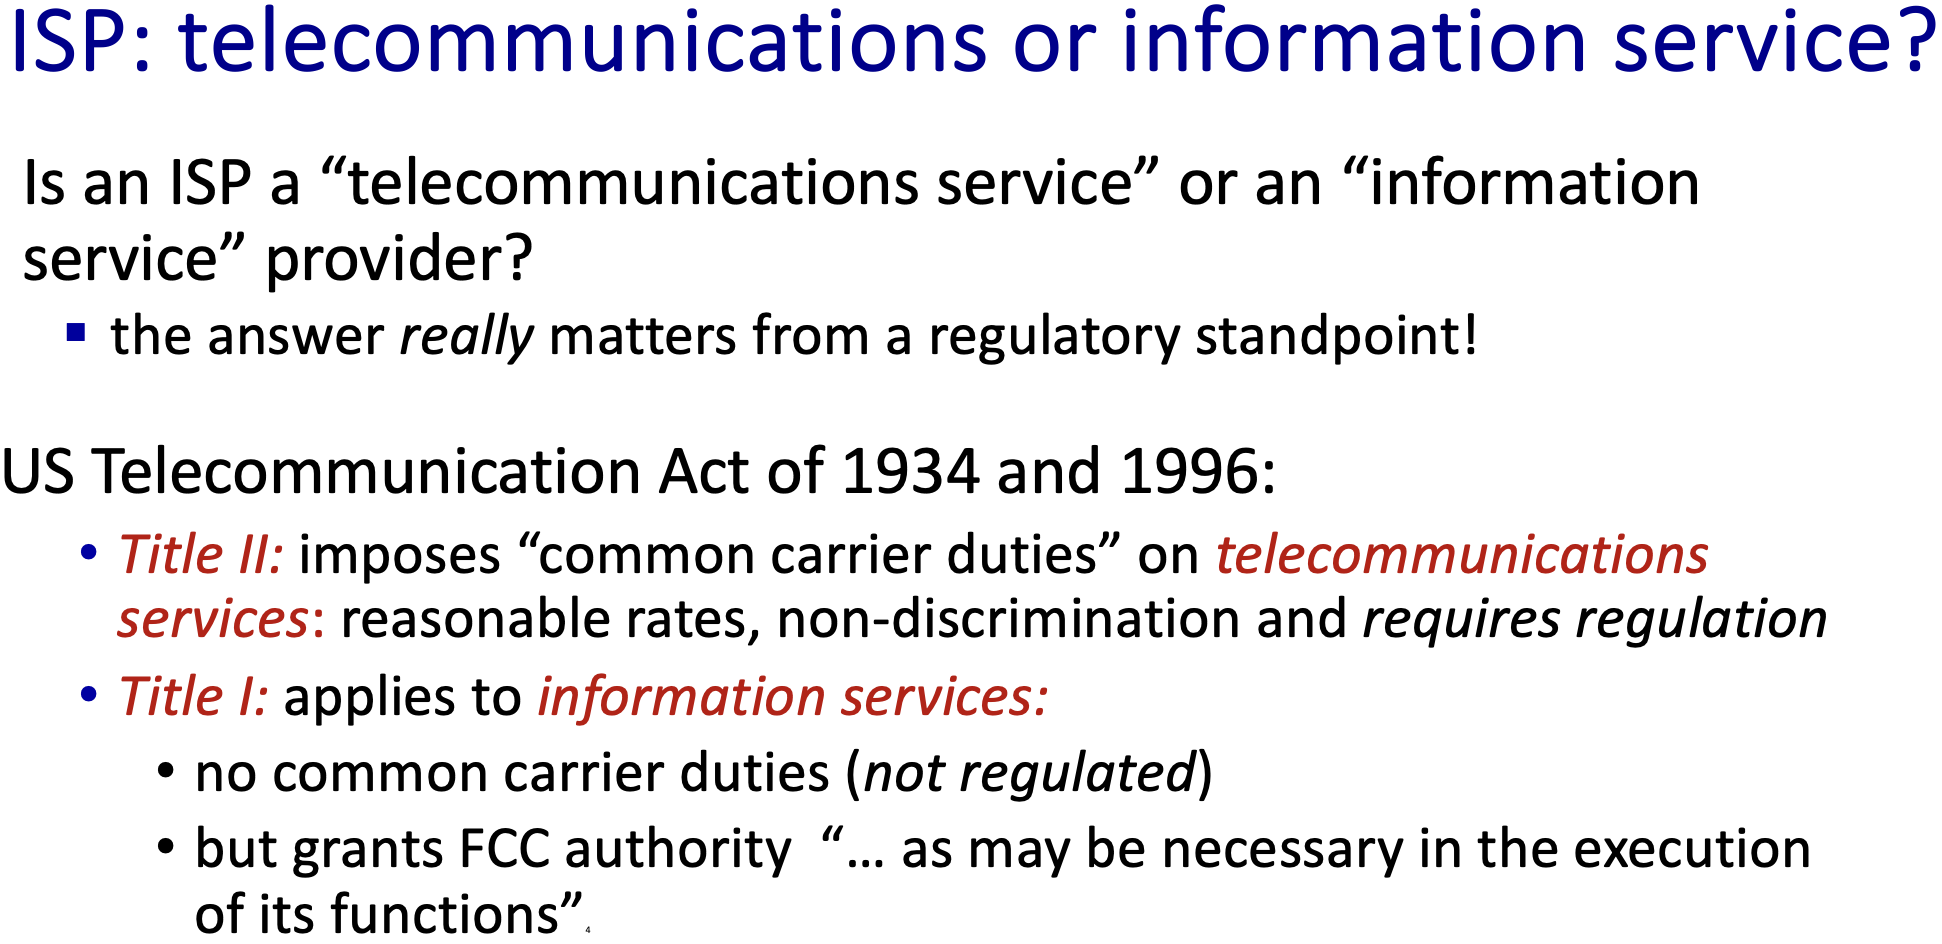 ISP: telecommunications or information service?
Is an ISP a “telecommunications service” or an “information
service” provider?
▪ the answer really matters from a regulatory standpoint!
US Telecommunication Act of 1934 and 1996:
• Title II: imposes “common carrier duties” on telecommunications
services: reasonable rates, non-discrimination and requires regulation
• Title I: applies to information services:
• no common carrier duties (not regulated)
• but grants FCC authority “… as may be necessary in the execution
of its functions”
4